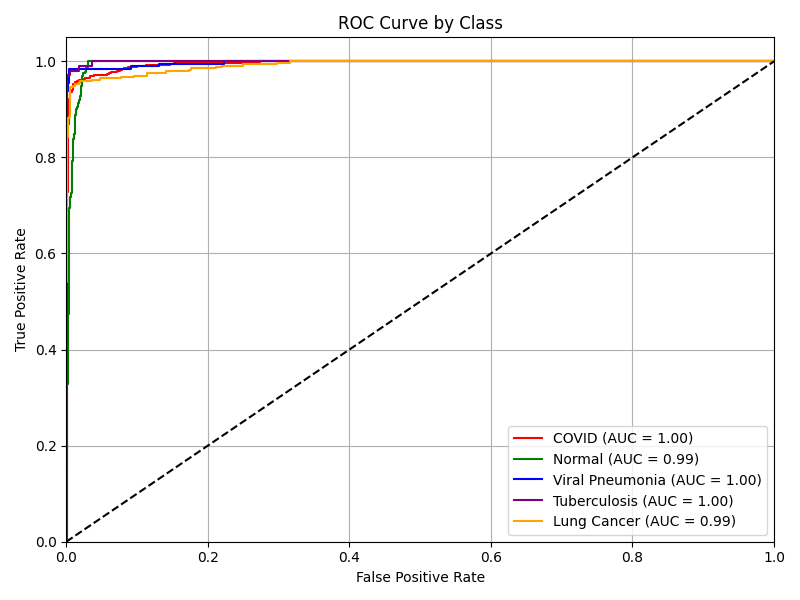 ROC Curve by Class
True Positive Rate
1.0
0.8
0.6
0.4
0.2
0.0
COVID (AUC = 1.00)
Normal (AUC = 0.99)
Viral Pneumonia (AUC = 1.00)
Tuberculosis (AUC = 1.00)
Lung Cancer (AUC = 0.99)
0.0 0.2 0.4 0.6 0.8 1.0
False Positive Rate